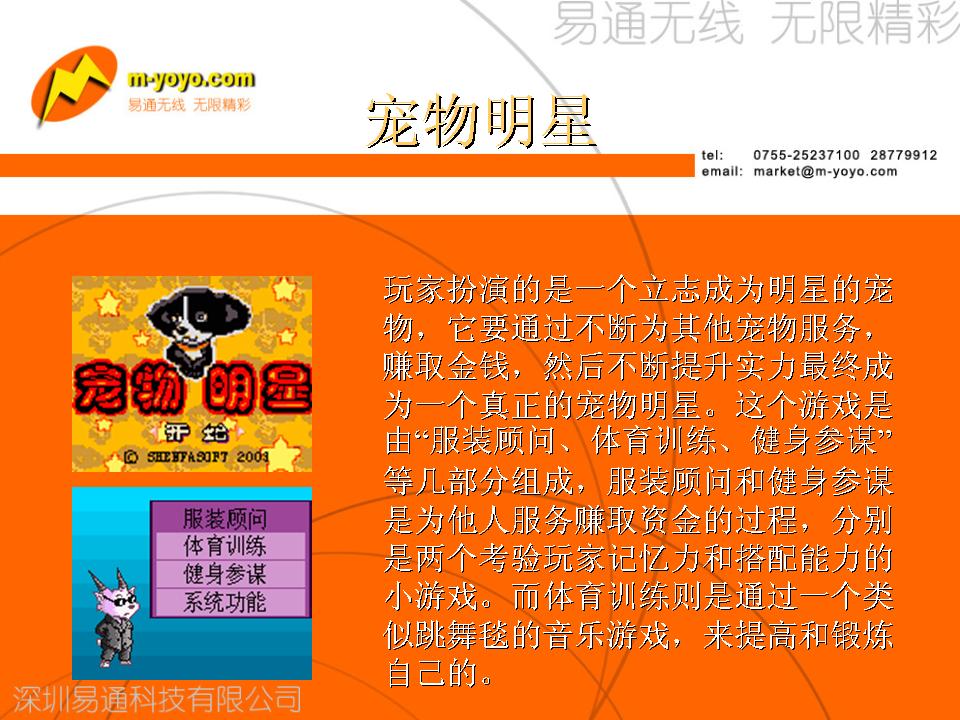 易通无线 无限精彩
m-yoyo.com
易通无线 无限精彩
宠物明星
tel: 0755-25237100 28779912
email: market@m-yoyo.com
宠物 明星
开始
玩家扮演的是一个立志成为明星的宠
物，它要通过不断为其他宠物服务，
赚取金钱，然后不断提升实力最终成
为一个真正的宠物明星。这个游戏是
由“服装顾问、体育训练、健身参谋”
等几部分组成，服装顾问和健身参谋
是为他人服务赚取资金的过程，分别
是两个考验玩家记忆力和搭配能力的
小游戏。而体育训练则是通过一个类
似跳舞毯的音乐游戏，来提高和锻炼
自己的。
服装顾问
体育训练
健身参谋
系统功能
深圳易通科技有限公司